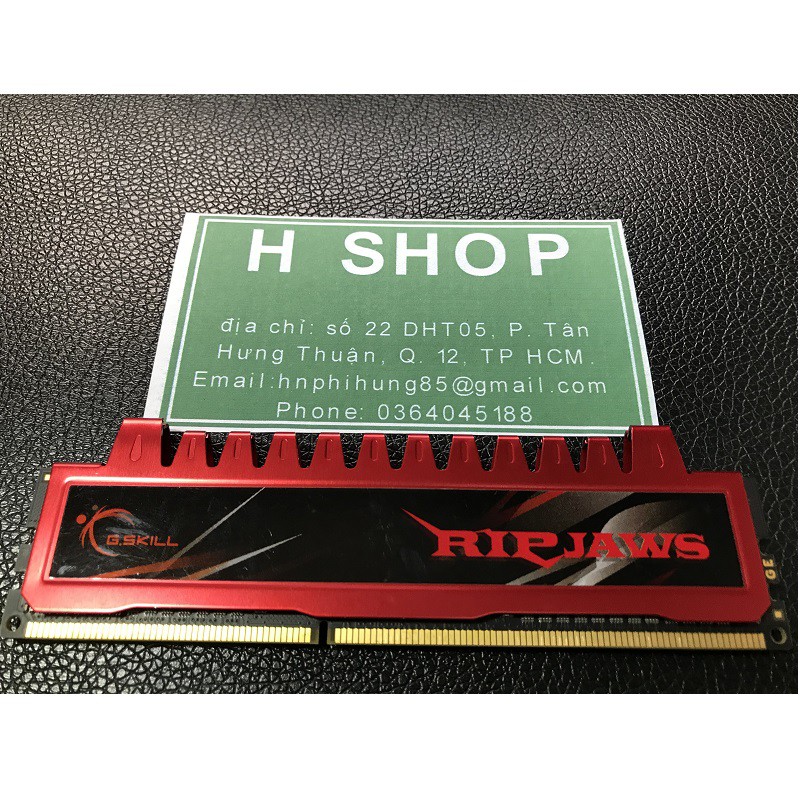 H SHOP
địa chỉ: số 22 DHT05, P. Tân
Hưng Thuận, Q. 12, TP HCM.
Email:hnphihung85@gmail.com
Phone: 0364045188
G.SKILL
RIPJAWS
GE